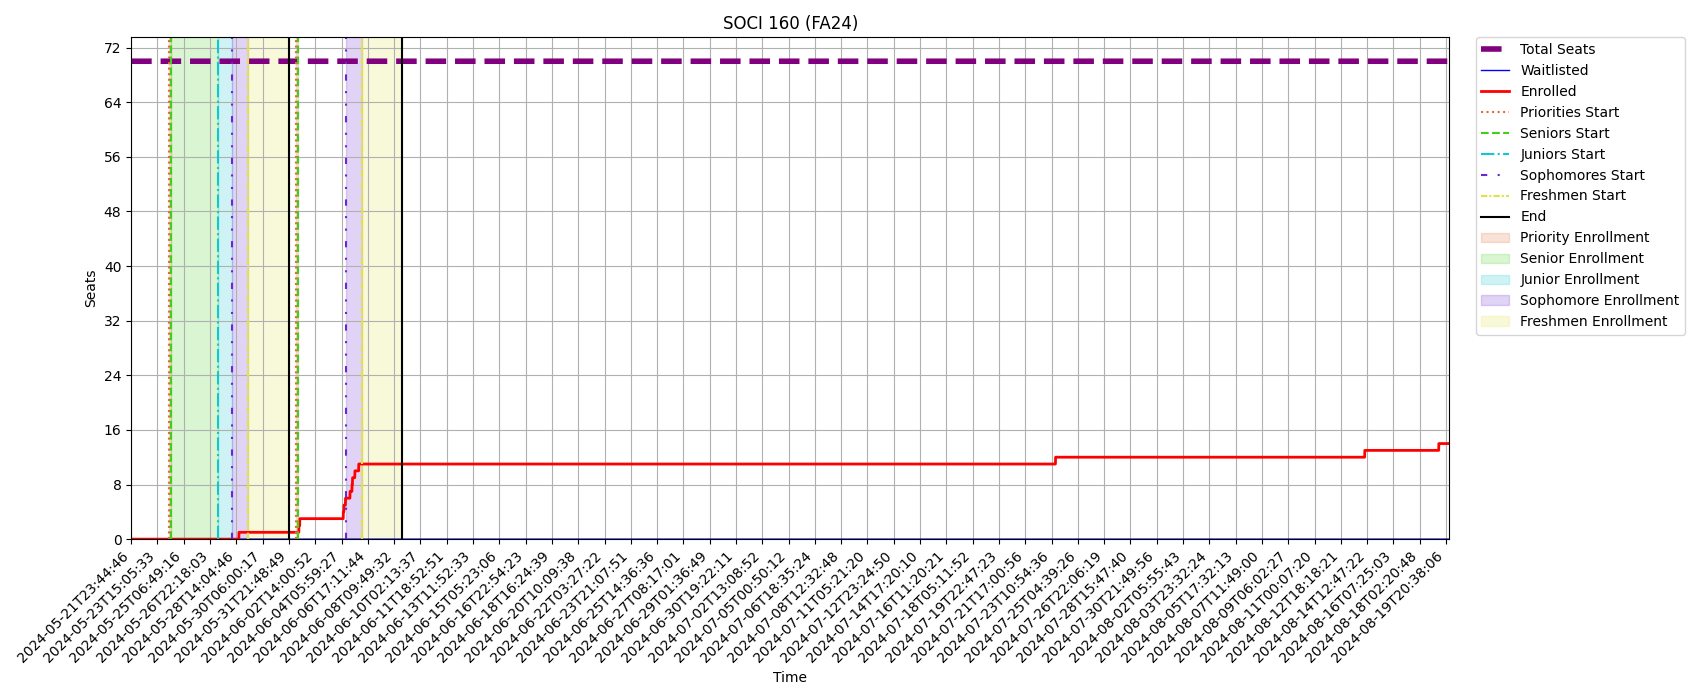 SOCI 160 (FA24)
Seats
72
64
56
48
40
32
24
16
8
0
2024-05-21T23:44:46
2024-05-23T15:05:33
2024-05-25T06:49:16
2024-05-26T22:18:03
2024-05-28T14:04:46
2024-05-30T06:00:17
2024-05-31T21:48:49
2024-06-02T14:00:52
2024-06-04T05:59:27
2024-06-06T17:11:44
2024-06-08T09:49:32
2024-06-10T02:13:37
2024-06-11T18:52:51
2024-06-13T11:52:33
2024-06-15T05:23:06
2024-06-16T22:54:23
2024-06-18T16:24:39
2024-06-20T10:09:38
2024-06-22T03:27:22
2024-06-23T21:07:51
2024-06-25T14:36:36
2024-06-27T08:17:01
2024-06-29T01:36:49
2024-06-30T19:22:11
2024-07-02T13:08:52
2024-07-05T00:50:12
2024-07-06T18:35:24
2024-07-08T12:32:48
2024-07-11T05:21:20
2024-07-12T23:24:50
2024-07-14T17:20:10
2024-07-16T11:20:21
2024-07-18T05:11:52
2024-07-19T22:47:23
2024-07-21T17:00:56
2024-07-23T10:54:36
2024-07-25T04:39:26
2024-07-26T22:06:19
2024-07-28T15:47:40
2024-07-30T21:49:56
2024-08-02T05:55:43
2024-08-03T23:32:24
2024-08-05T17:32:13
2024-08-07T11:49:00
2024-08-09T06:02:27
2024-08-11T00:07:20
2024-08-12T18:18:21
2024-08-14T12:47:22
2024-08-16T07:25:03
2024-08-18T02:20:48
2024-08-19T20:38:06
Time
Total Seats
Waitlisted
Enrolled
Priorities Start
Seniors Start
Juniors Start
Sophomores Start
Freshmen Start
End
Priority Enrollment
Senior Enrollment
Junior Enrollment
Sophomore Enrollment
Freshmen Enrollment